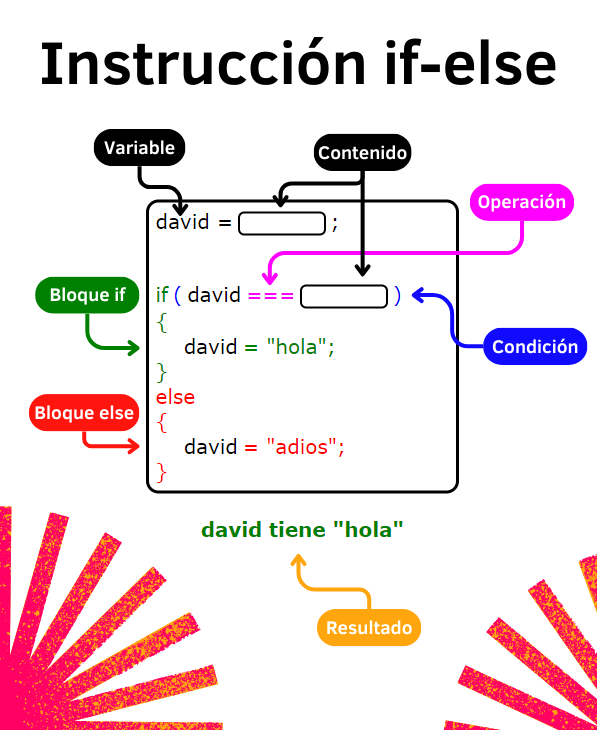 Instrucción if-else
Variable
Contenido
Operación
david = ;
Bloque if
if ( david === )
{
david = "hola";
}
Condición
else
Bloque else
{
david = "adios";
}
david tiene "hola"
Resultado